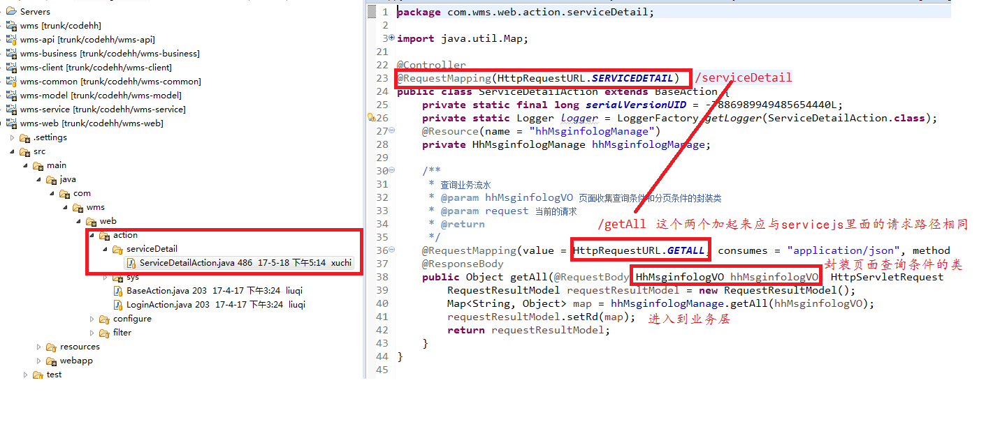 Servers
wms [trunk/codehh]
wms-api [trunk/codehh/wms-api]
wms-business [trunk/codehh/wms-business]
wms-client [trunk/codehh/wms-client]
wms-common [trunk/codehh/wms-common]
wms-model [trunk/codehh/wms-model]
wms-service [trunk/codehh/wms-service]
wms-web [trunk/codehh/wms-web]
.settings
src
main
java
com
wms
web
action
serviceDetail
ServiceDetailAction.java 486 17-5-18 下午5:14 xuchi
sys
BaseAction.java 203 17-4-17 下午3:24 liuqi
LoginAction.java 203 17-4-17 下午3:24 liuqi
configure
filter
resources
webapp
test
1 package com.wms.web.action.serviceDetail;
2
3 import java.util.Map;
21
22 @Controller
23 @RequestMapping(HttpRequestURL.SERVICEDETAIL) /serviceDetail
24 public class ServiceDetailAction extends BaseAction {
25 private static final long serialVersionUID = -7886989949485654440L;
26 private static Logger logger = LoggerFactory.getLogger(ServiceDetailAction.class);
27 @Resource(name = "hhMsginfologManage")
28 private HhMsginfologManage hhMsginfologManage;
29
30 /**
31 * 查询业务流水
32 * @param hhMsginfologVO 页面收集查询条件和分页条件的封装类
33 * @param request 当前的请求
34 * @return
/getAll 这个两个加起来应与servicejs里面的请求路径相同
35 */
36 @RequestMapping(value = HttpRequestURL.GETALL, consumes = "application/json", method
37 @ResponseBody
封装页面查询条件的类
38 public Object getAll(@RequestBody HhMsginfologVO hhMsginfologVO HttpServletRequest
39 RequestResultModel requestResultModel = new RequestResultModel();
40 Map<String, Object> map = hhMsginfologManage.getAll(hhMsginfologVO);
41 requestResultModel.setRd(map); 进入到业务层
42 return requestResultModel;
43 }
44 }
45